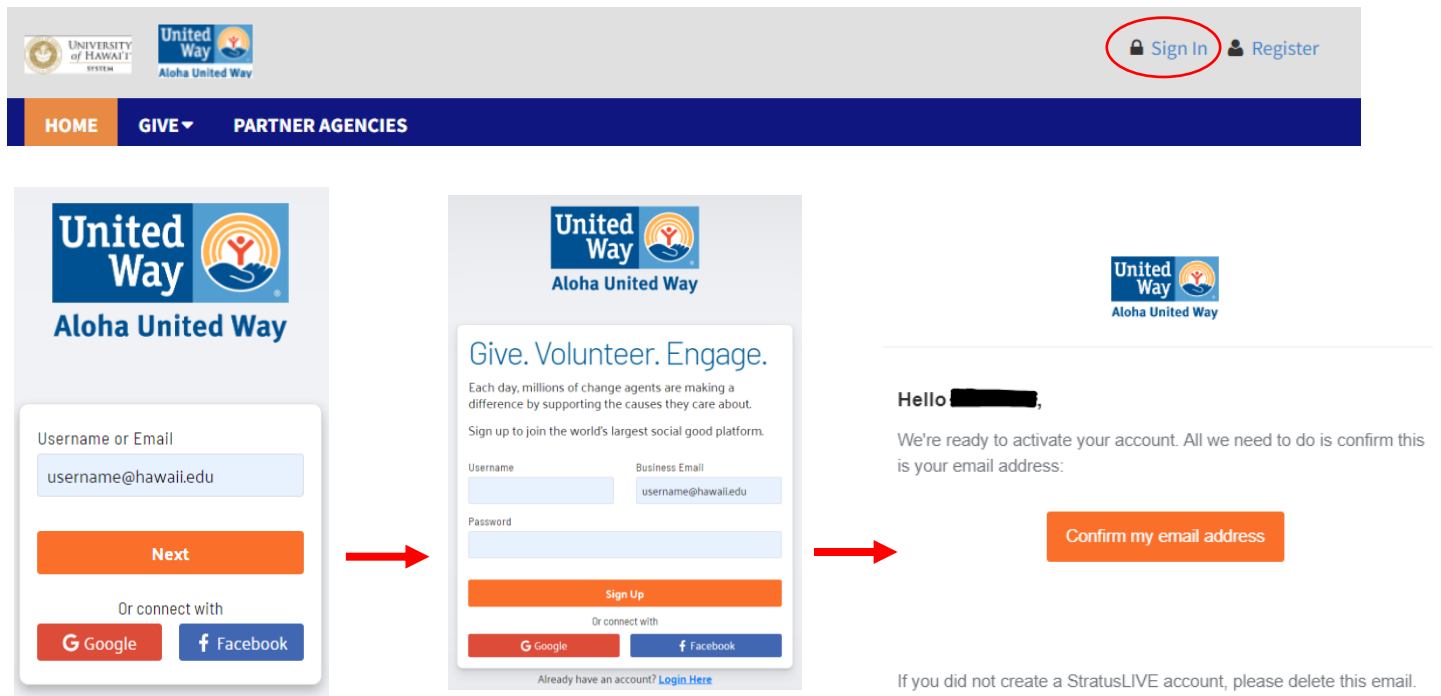 UNIVERSITY
of HAWAI'I
SYSTEM
United
Way
Aloha United Way
Sign In
Register
HOME
GIVE
PARTNER AGENCIES
United
Way
Aloha United Way
Username or Email
username@hawaii.edu
Next
Or connect with
G Google
f Facebook
United
Way
Aloha United Way
Give. Volunteer. Engage.
Each day, millions of change agents are making a
difference by supporting the causes they care about.
Sign up to join the world's largest social good platform.
Username Business Email
username@hawaii.edu
Password
Sign Up
Or connect with
G Google
f Facebook
Already have an account? Login Here
United
Way
Aloha United Way
Hello ,
We're ready to activate your account. All we need to do is confirm this
is your email address:
Confirm my email address
If you did not create a StratusLIVE account, please delete this email.